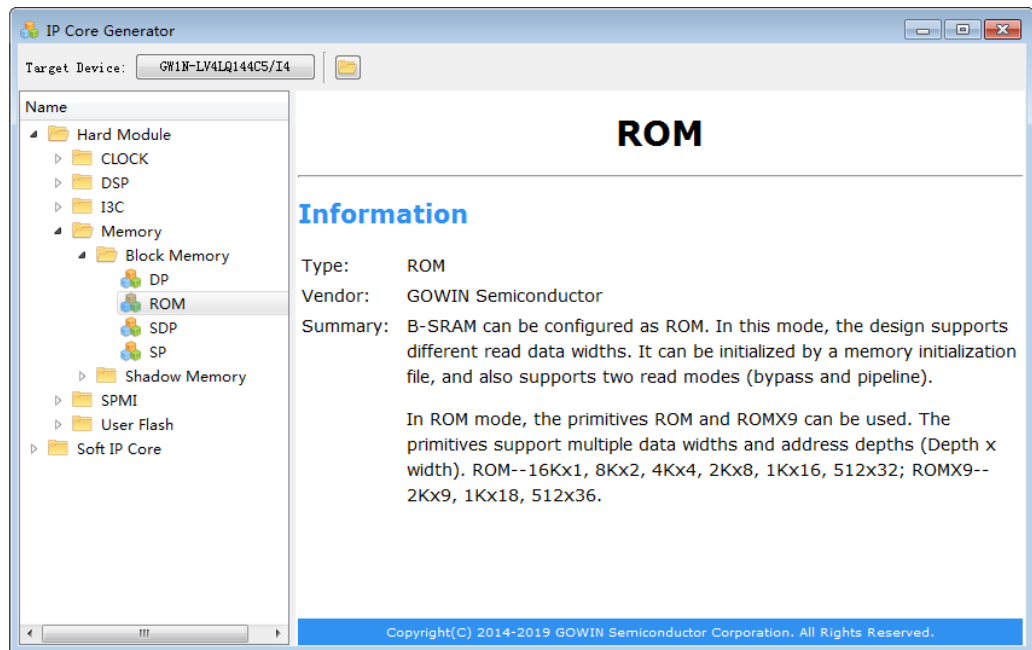 IP Core Generator
Target Device: GW1N-LV4LQ144C5/I4
Name
Hard Module
CLOCK
DSP
I3C
Memory
Block Memory
DP
ROM
SDP
SP
Shadow Memory
SPMI
User Flash
Soft IP Core
ROM
Information
Type: ROM
Vendor: GOWIN Semiconductor
Summary: B-SRAM can be configured as ROM. In this mode, the design supports
different read data widths. It can be initialized by a memory initialization
file, and also supports two read modes (bypass and pipeline).
In ROM mode, the primitives ROM and ROMX9 can be used. The
primitives support multiple data widths and address depths (Depth x
width). ROM--16Kx1, 8Kx2, 4Kx4, 2Kx8, 1Kx16, 512x32; ROMX9--
2Kx9, 1Kx18, 512x36.
Copyright(C) 2014-2019 GOWIN Semiconductor Corporation. All Rights Reserved.